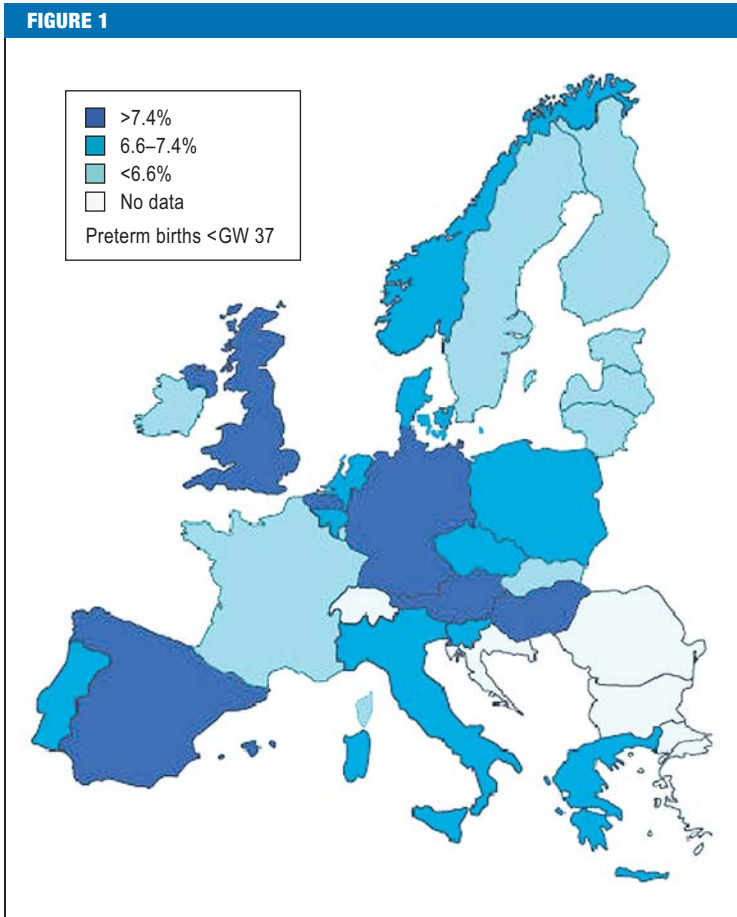 FIGURE 1
>7.4%
6.6–7.4%
<6.6%
No data
Preterm births <GW 37